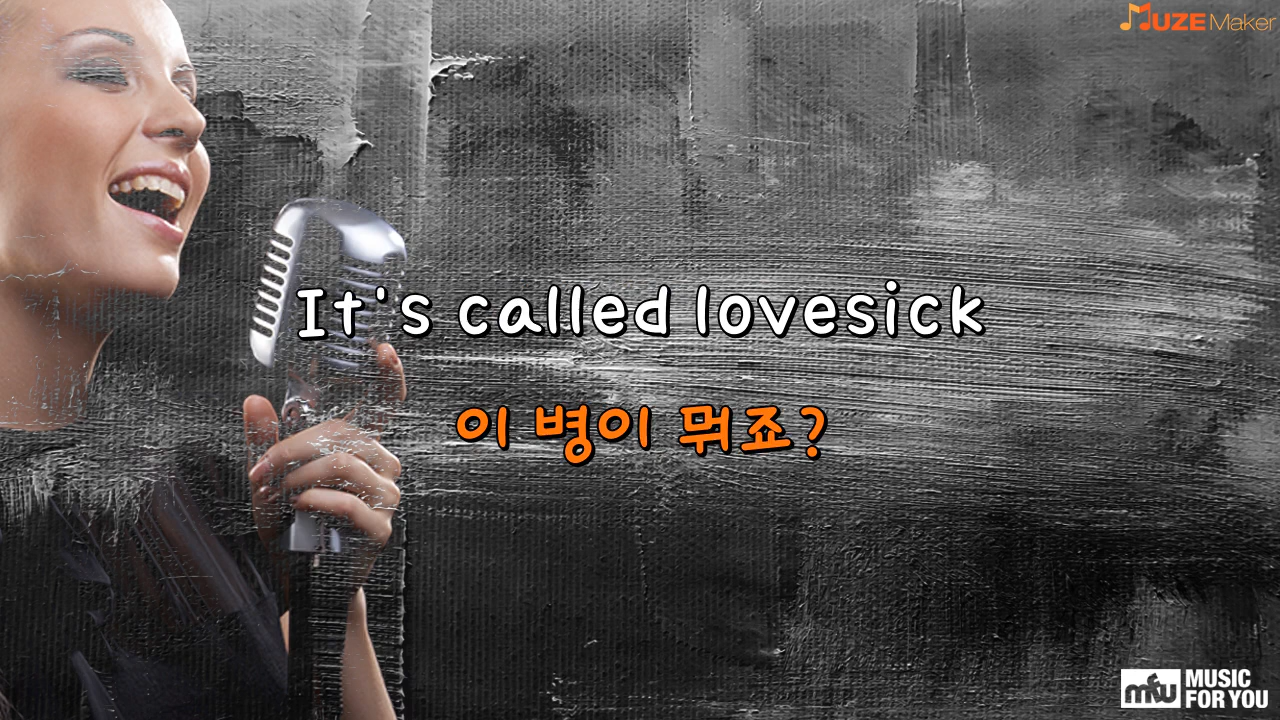 MUZE Maker
It's called lovesick
이 병이 뭐죠?
mfu MUSIC
FOR YOU